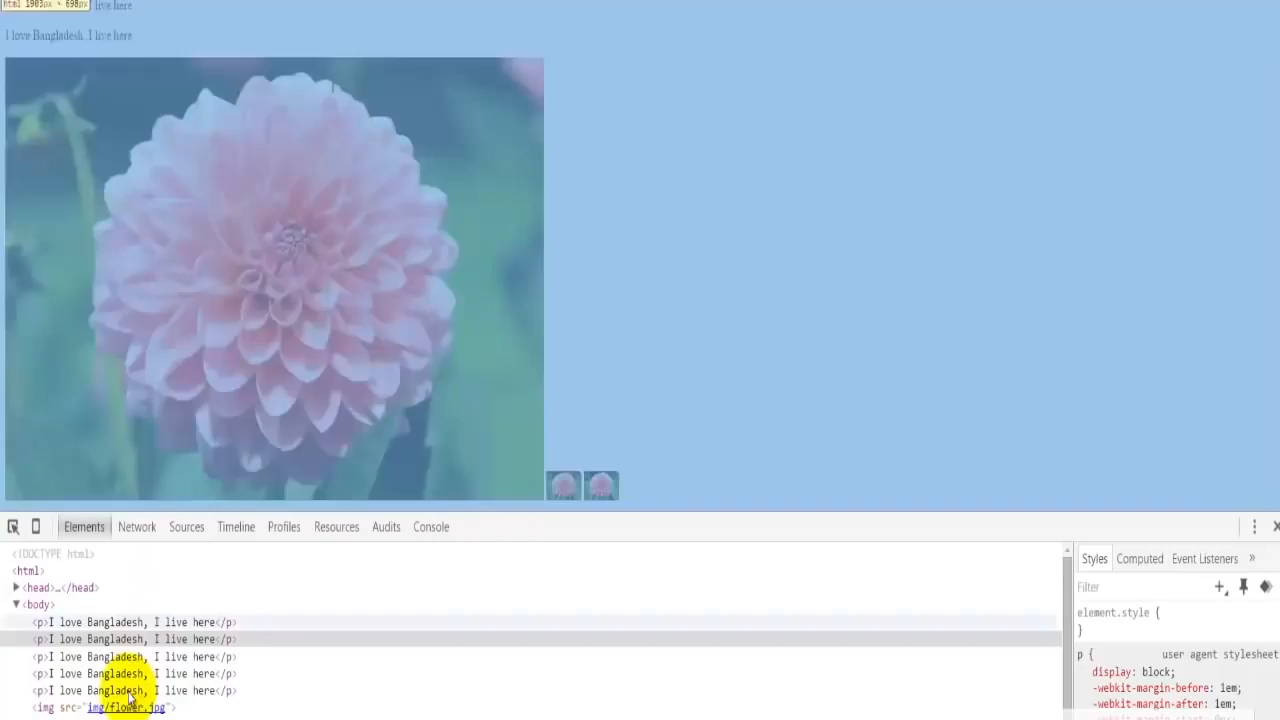 html 1903px × 698px live here
I love Bangladesh, I live here
Elements Network Sources Timeline Profiles Resources Audits Console
<!DOCTYPE html>
<html>
<head>…</head>
<body>
<p>I love Bangladesh, I live here</p>
<p>I love Bangladesh, I live here</p>
<p>I love Bangladesh, I live here</p>
<p>I love Bangladesh, I live here</p>
<p>I love Bangladesh, I live here</p>
<img src="img/flower.jpg">
Styles Computed Event Listeners »
Filter
element.style {
}
p { user agent stylesheet
display: block;
-webkit-margin-before: 1em;
-webkit-margin-after: 1em;